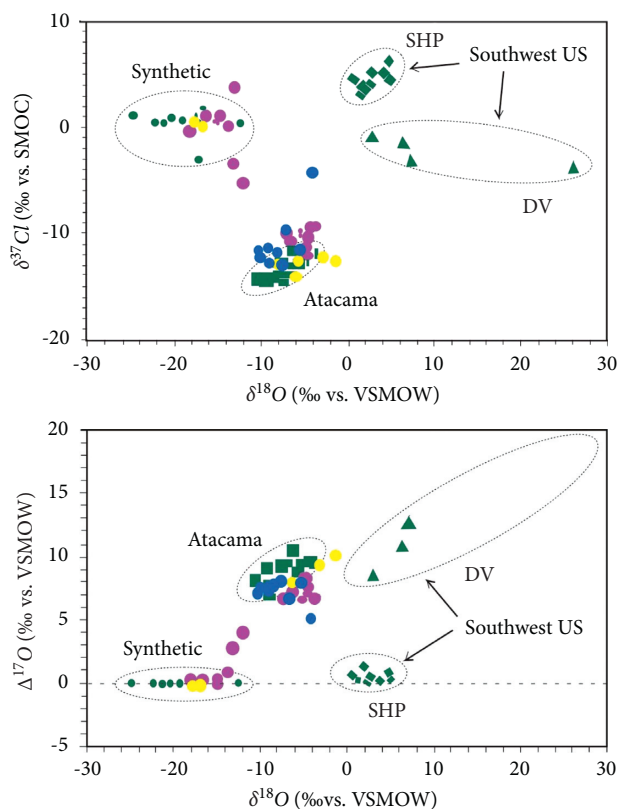 10
0
-10
-20
δ³⁷Cl (‰ vs. SMOC)
Synthetic
SHP
Southwest US
DV
Atacama
-30
-20
-10
0
10
20
30
δ¹⁸O (‰ vs. VSMOW)
20
15
10
5
0
-5
Δ¹⁷O (‰ vs. VSMOW)
Atacama
DV
Synthetic
Southwest US
SHP
-30
-20
-10
0
10
20
30
δ¹⁸O (‰vs. VSMOW)